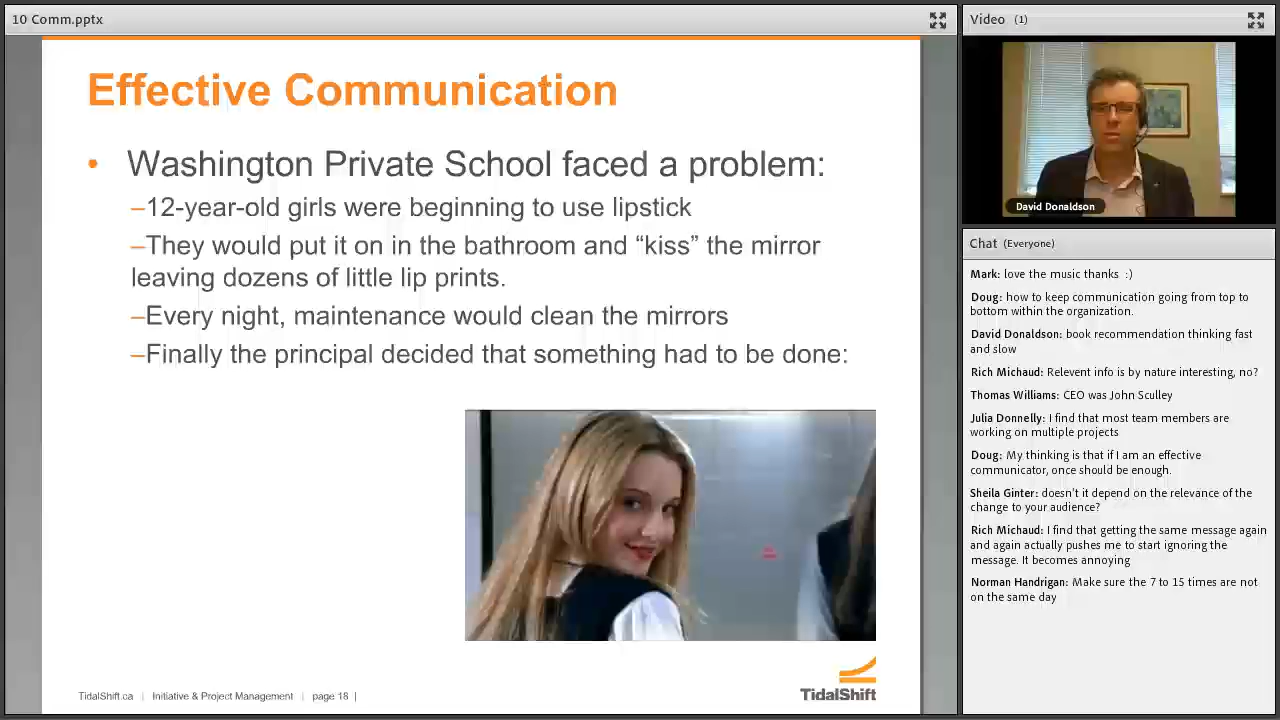 10 Comm.pptx
Effective Communication
• Washington Private School faced a problem:
–12-year-old girls were beginning to use lipstick
–They would put it on in the bathroom and “kiss” the mirror
leaving dozens of little lip prints.
–Every night, maintenance would clean the mirrors
–Finally the principal decided that something had to be done:
TidalShift.ca | Initiative & Project Management | page 18 |
TidalShift
Video (1)
David Donaldson
Chat (Everyone)
Mark: love the music thanks :)
Doug: how to keep communication going from top to
bottom within the organization.
David Donaldson: book recommendation thinking fast
and slow
Rich Michaud: Relevent info is by nature interesting, no?
Thomas Williams: CEO was John Sculley
Julia Donnelly: I find that most team members are
working on multiple projects
Doug: My thinking is that if I am an effective
communicator, once should be enough.
Sheila Ginter: doesn't it depend on the relevance of the
change to your audience?
Rich Michaud: I find that getting the same message again
and again actually pushes me to start ignoring the
message. It becomes annoying
Norman Handrigan: Make sure the 7 to 15 times are not
on the same day